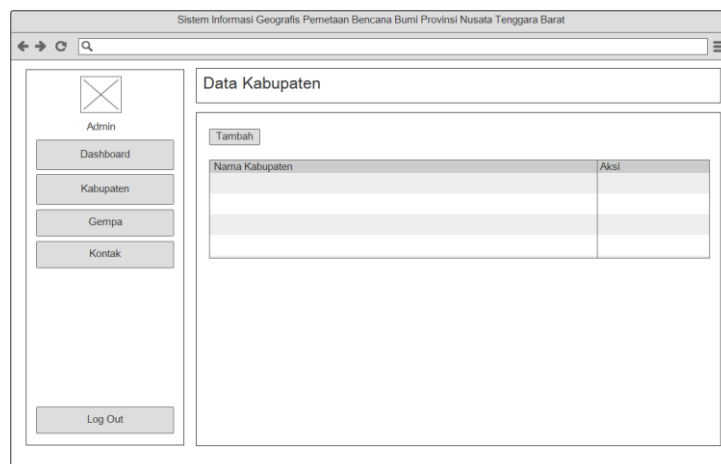 Sistem Informasi Geografis Pemetaan Bencana Bumi Provinsi Nusata Tenggara Barat
Admin
Dashboard
Kabupaten
Gempa
Kontak
Log Out
Data Kabupaten
Tambah
Nama Kabupaten
Aksi